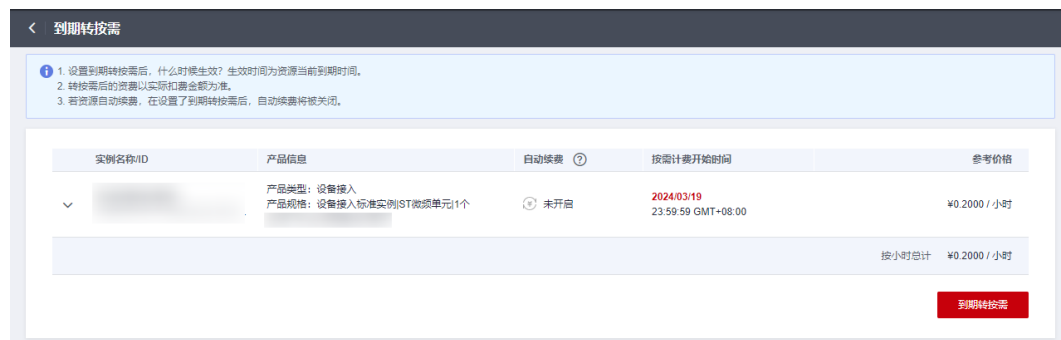 到期转按需
1. 设置到期转按需后，什么时候生效？生效时间为资源当前到期时间。
2. 转按需后的资费以实际扣费金额为准。
3. 若资源自动续费，在设置了到期转按需后，自动续费将被关闭。
实例名称/ID 产品信息 自动续费 按需计费开始时间 参考价格
产品类型：设备接入
产品规格：设备接入标准实例|ST微频单元|1个
未开启
2024/03/19
23:59:59 GMT+08:00
¥0.2000 / 小时
按小时总计 ¥0.2000 / 小时
到期转按需